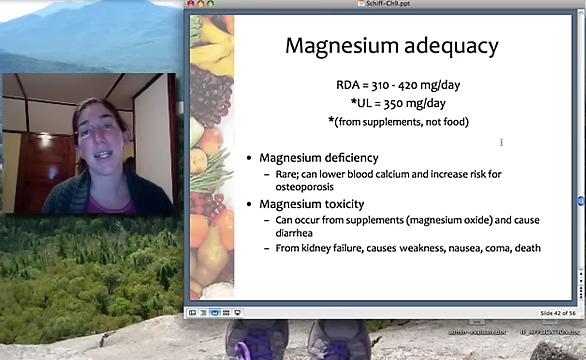 Schiff-Ch9.ppt
Magnesium adequacy
RDA = 310 - 420 mg/day
*UL = 350 mg/day
*(from supplements, not food)
• Magnesium deficiency
– Rare; can lower blood calcium and increase risk for
osteoporosis
• Magnesium toxicity
– Can occur from supplements (magnesium oxide) and cause
diarrhea
– From kidney failure, causes weakness, nausea, coma, death
Slide 42 of 56